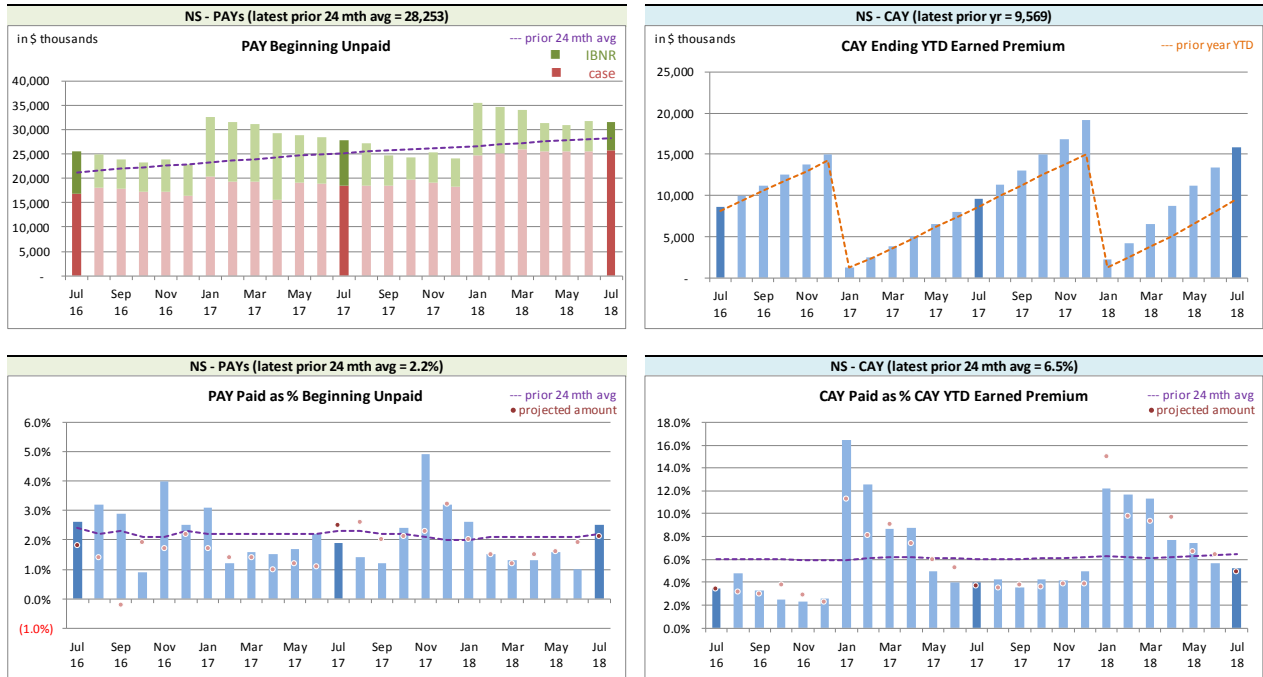 NS - PAYs (latest prior 24 mth avg = 28,253)
in $ thousands
PAY Beginning Unpaid
--- prior 24 mth avg
IBNR
case
40,000
35,000
30,000
25,000
20,000
15,000
10,000
5,000
-
Jul Sep Nov Jan Mar May Jul Sep Nov Jan Mar May Jul
16 16 16 17 17 17 17 17 17 18 18 18 18
NS - CAY (latest prior yr = 9,569)
in $ thousands
CAY Ending YTD Earned Premium
--- prior year YTD
25,000
20,000
15,000
10,000
5,000
-
Jul Sep Nov Jan Mar May Jul Sep Nov Jan Mar May Jul
16 16 16 17 17 17 17 17 17 18 18 18 18
NS - PAYs (latest prior 24 mth avg = 2.2%)
PAY Paid as % Beginning Unpaid
--- prior 24 mth avg
projected amount
6.0%
5.0%
4.0%
3.0%
2.0%
1.0%
0.0%
(1.0%)
Jul Sep Nov Jan Mar May Jul Sep Nov Jan Mar May Jul
16 16 16 17 17 17 17 17 17 18 18 18 18
NS - CAY (latest prior 24 mth avg = 6.5%)
CAY Paid as % CAY YTD Earned Premium
--- prior 24 mth avg
projected amount
18.0%
16.0%
14.0%
12.0%
10.0%
8.0%
6.0%
4.0%
2.0%
0.0%
Jul Sep Nov Jan Mar May Jul Sep Nov Jan Mar May Jul
16 16 16 17 17 17 17 17 17 18 18 18 18